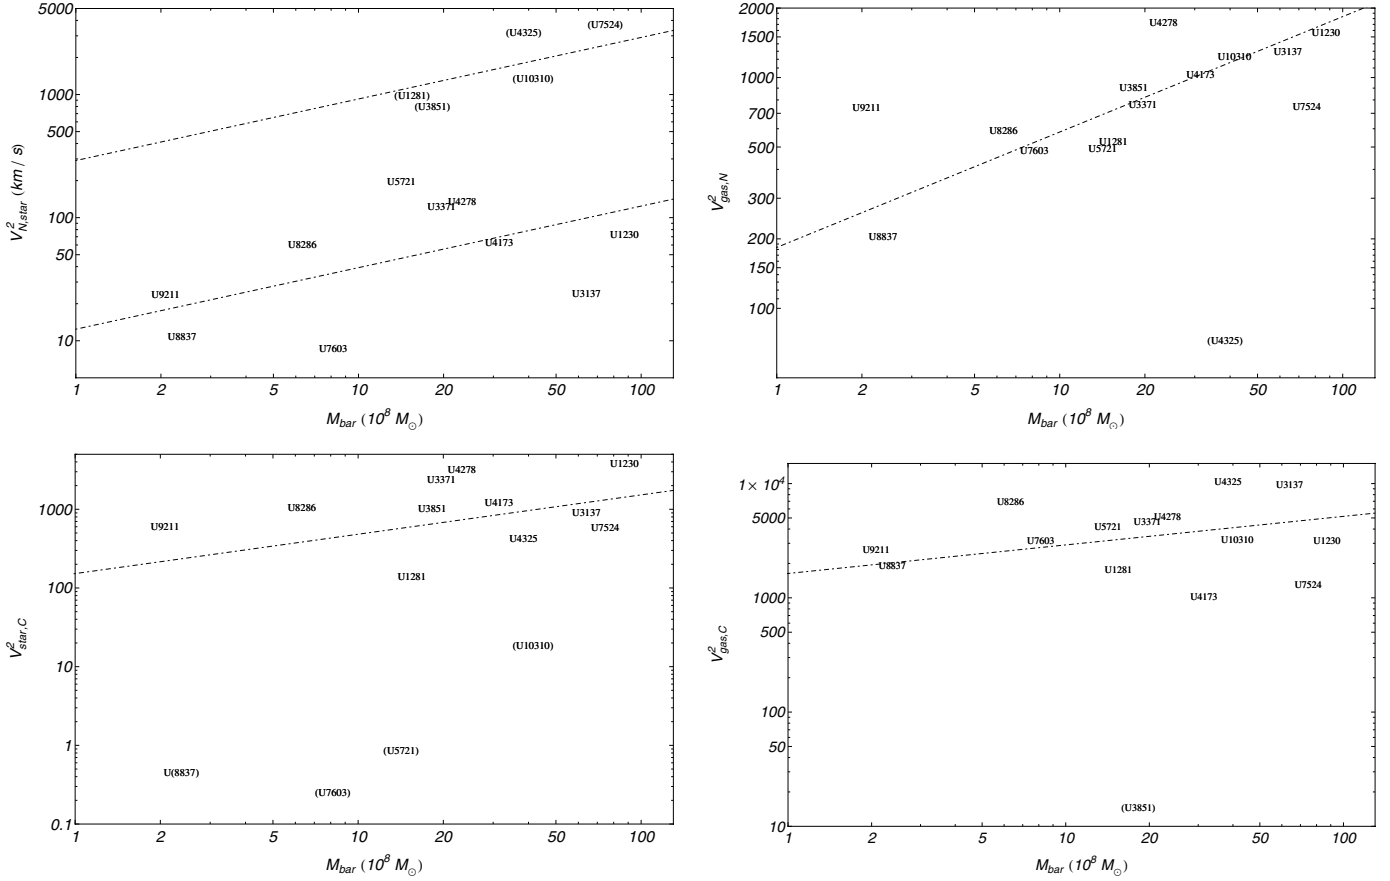 5000
1000
500
100
50
10
V²N,star (km / s)
(U7524)
(U4325)
(U10310)
(U1281)
(U3851)
U5721
U4278
U3371
U1230
U8286
U4173
U9211
U3137
U8837
U7603
1 2 5 10 20 50 100
Mbar (10⁸ M⊙)
2000
1500
1000
700
500
300
200
150
100
V²gas,N
U4278
U1230
U3137
U10310
U4173
U3851
U9211
U3371
U7524
U8286
U1281
U7603
U5721
U8837
(U4325)
1 2 5 10 20 50 100
Mbar (10⁸ M⊙)
1000
100
10
1
0.1
V²star,C
U1230
U4278
U3371
U4173
U8286
U3851
U3137
U9211
U7524
U4325
U1281
(U10310)
(U5721)
U(8837)
(U7603)
1 2 5 10 20 50 100
Mbar (10⁸ M⊙)
1× 10⁴
5000
1000
500
100
50
10
V²gas,C
U4325
U3137
U8286
U4278
U3371
U5721
U7603
U10310
U1230
U9211
U8837
U1281
U7524
U4173
(U3851)
1 2 5 10 20 50 100
Mbar (10⁸ M⊙)